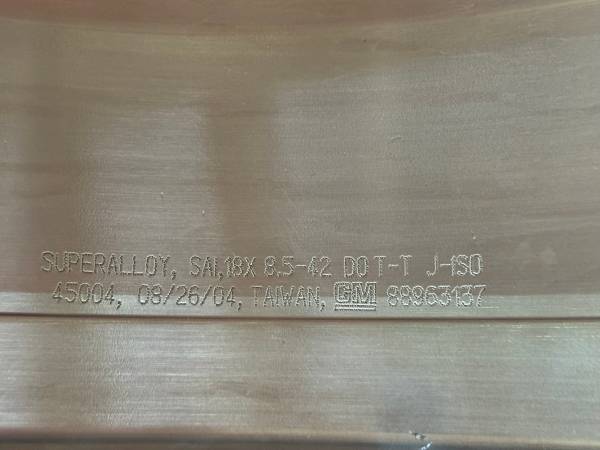 SUPERALLOY, SAI,18X 8.5-42 DOT-T J-ISO
45004, 08/26/04, TAIWAN, GM 88963137